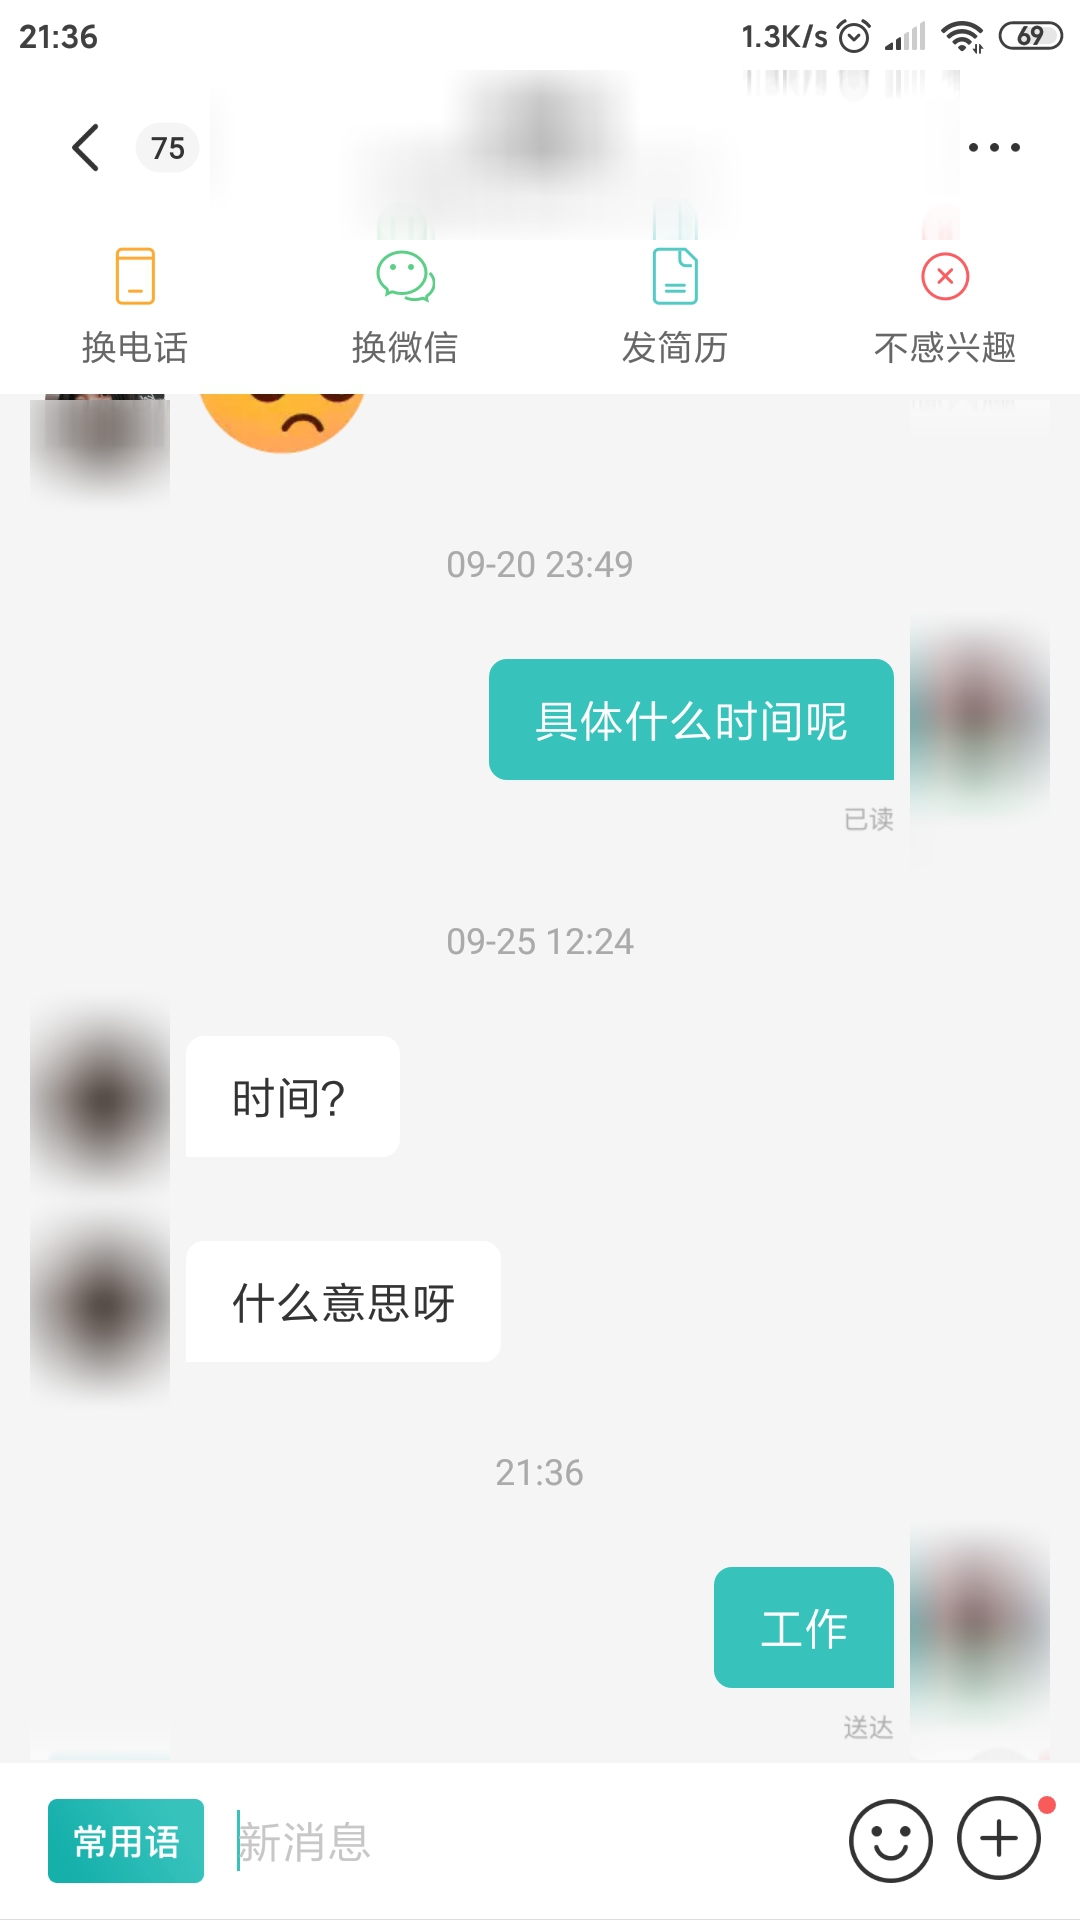 21:36 1.3K/s 69
75
换电话 换微信 发简历 不感兴趣
09-20 23:49
具体什么时间呢
已读
09-25 12:24
时间?
什么意思呀
21:36
工作
送达
常用语 新消息